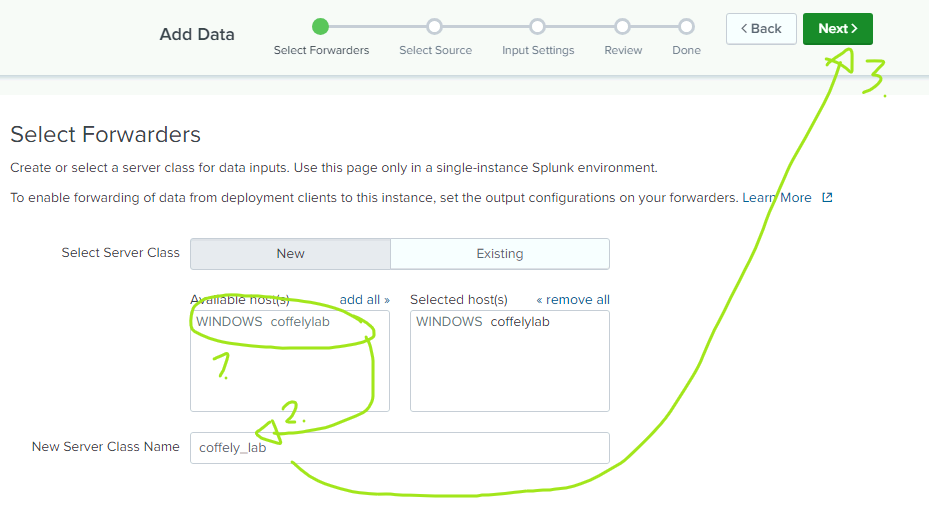 Add Data
Select Forwarders Select Source Input Settings Review Done
< Back
Next >
3.
Select Forwarders
Create or select a server class for data inputs. Use this page only in a single-instance Splunk environment.
To enable forwarding of data from deployment clients to this instance, set the output configurations on your forwarders. Learn More
Select Server Class New Existing
Available host(s) add all » Selected host(s) « remove all
WINDOWS coffelylab WINDOWS coffelylab
1.
2.
New Server Class Name coffely_lab